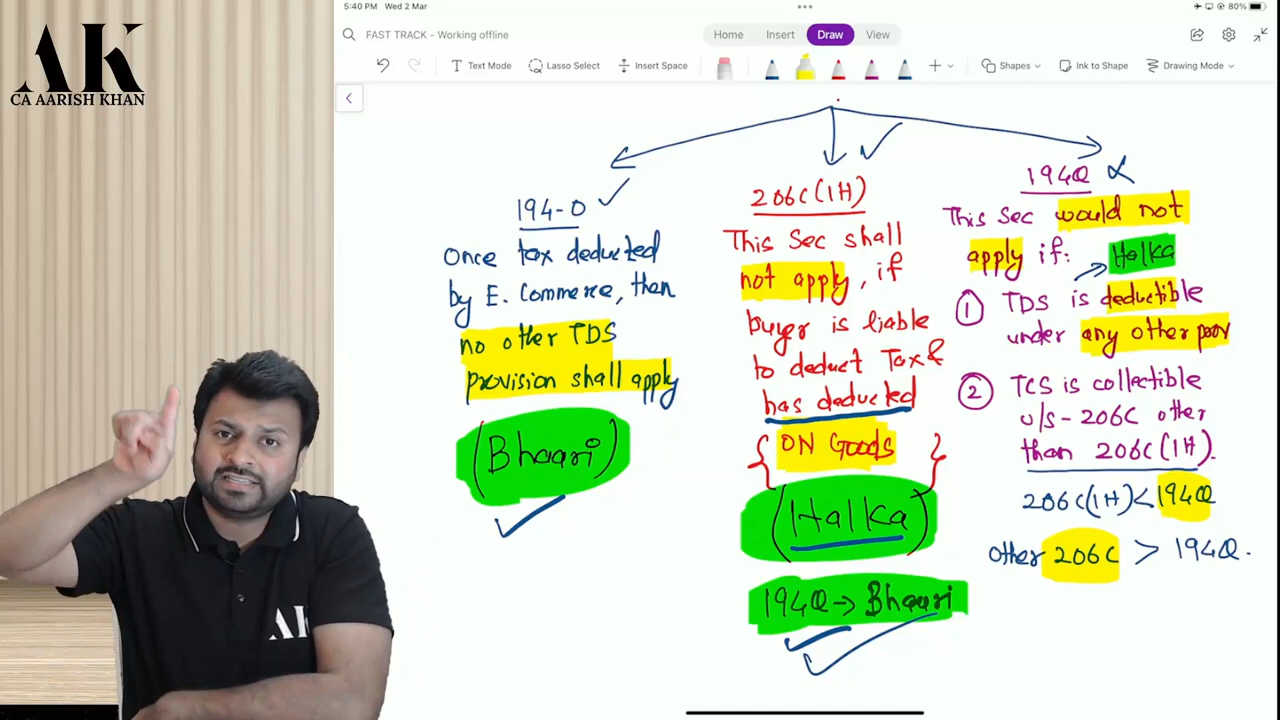 5:40 PM Wed 2 Mar
80%
AK
CA AARISH KHAN
FAST TRACK - Working offline
Home Insert Draw View
Text Mode Lasso Select Insert Space Shapes Ink to Shape Drawing Mode
194-O
Once tax deducted
by E. Commerce, then
no other TDS
provision shall apply
(Bhaari)
206C(1H)
This Sec shall
not apply, if
buyer is liable
to deduct Tax &
has deducted
{ ON Goods }
(Halka)
194Q → Bhaari
194Q
This Sec would not
apply if: Halka
① TDS is deductible
under any other prov
② TCS is collectible
u/s-206C other
than 206C(1H).
206C(1H) < 194Q
Other 206C > 194Q.
AK